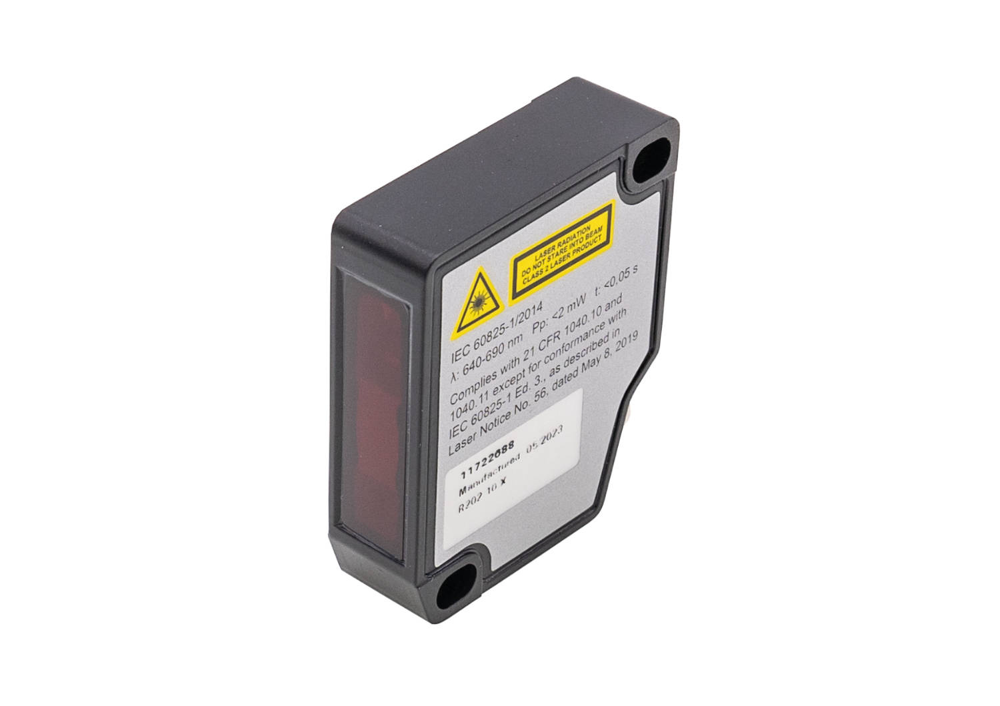 LASER RADIATION
DO NOT STARE INTO BEAM
CLASS 2 LASER PRODUCT
IEC 60825-1/2014
λ: 640-690 nm Pp: <2 mW t: <0,05 s
Complies with 21 CFR 1040.10 and
1040.11 except for conformance with
IEC 60825-1 Ed. 3., as described in
Laser Notice No. 56, dated May 8, 2019
11722688
Manufactured 05/2023
R202 10 X